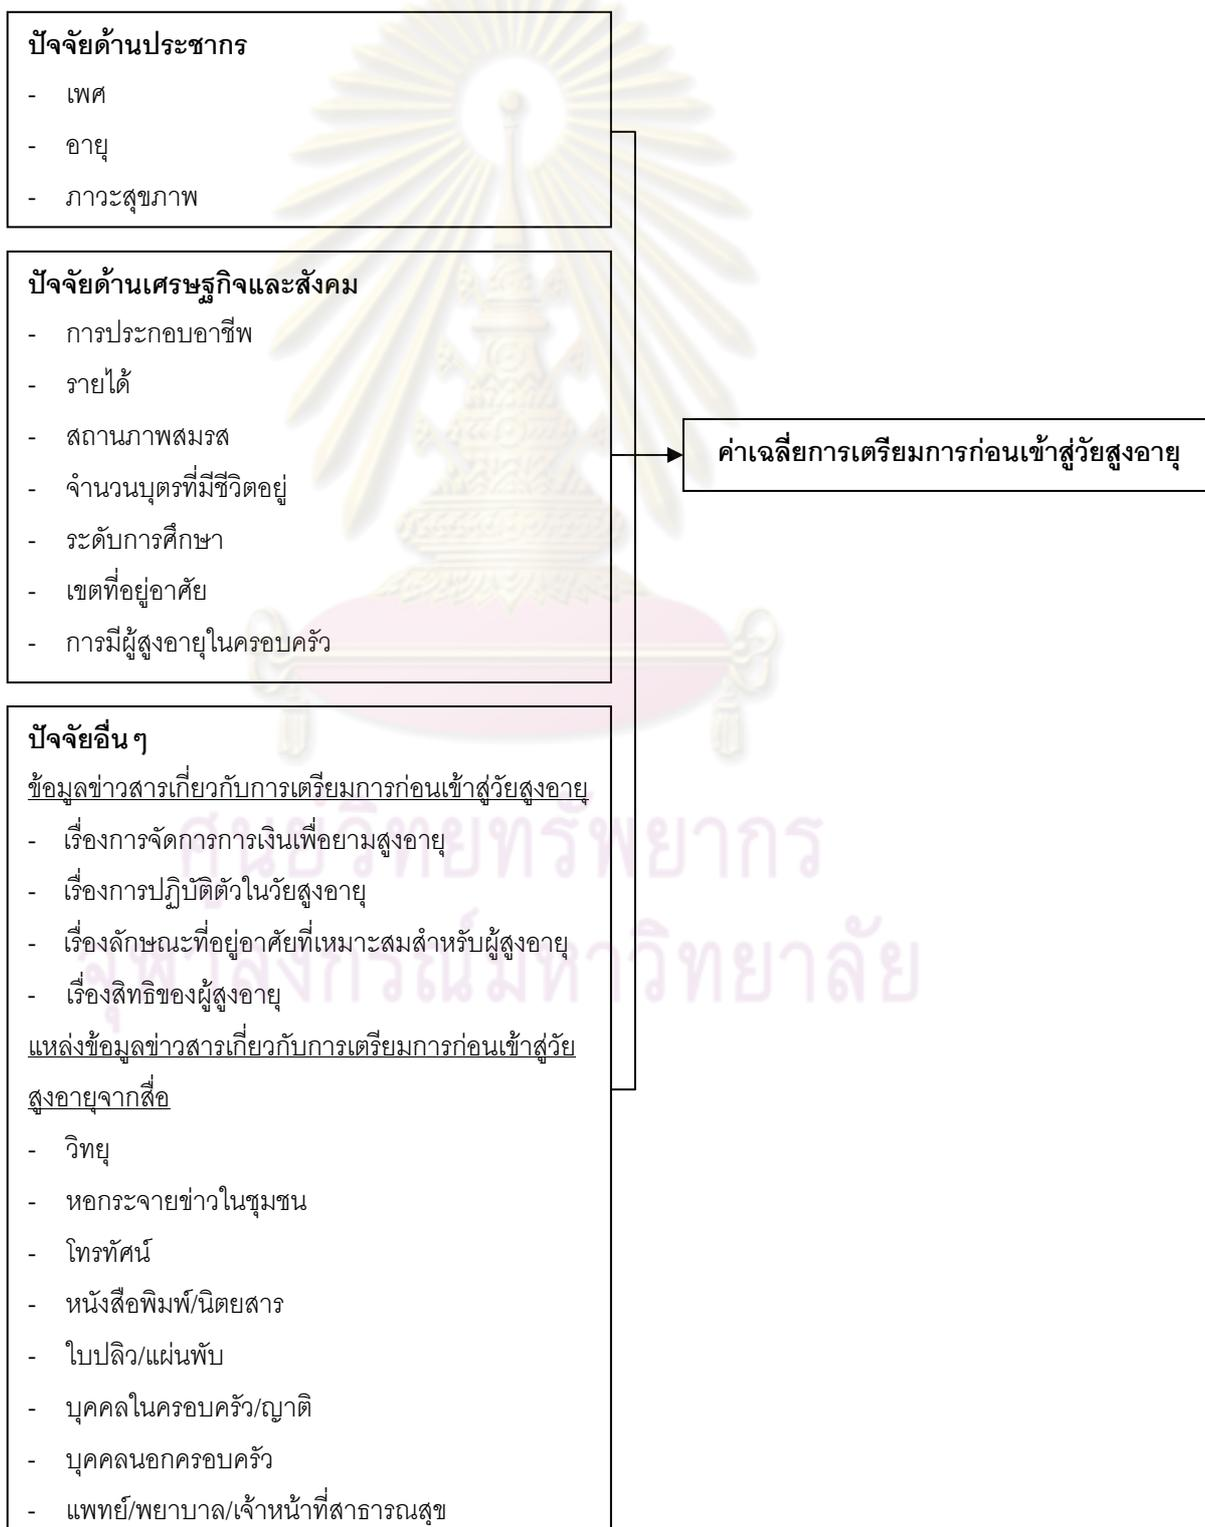 ปัจจัยด้านประชากร
- เพศ
- อายุ
- ภาวะสุขภาพ
ปัจจัยด้านเศรษฐกิจและสังคม
- การประกอบอาชีพ
- รายได้
- สถานภาพสมรส
- จำนวนบุตรที่มีชีวิตอยู่
- ระดับการศึกษา
- เขตที่อยู่อาศัย
- การมีผู้สูงอายุในครอบครัว
ค่าเฉลี่ยการเตรียมการก่อนเข้าสู่วัยสูงอายุ
ปัจจัยอื่นๆ
ข้อมูลข่าวสารเกี่ยวกับการเตรียมการก่อนเข้าสู่วัยสูงอายุ
- เรื่องการจัดการการเงินเพื่อยามสูงอายุ
- เรื่องการปฏิบัติตัวในวัยสูงอายุ
- เรื่องลักษณะที่อยู่อาศัยที่เหมาะสมสำหรับผู้สูงอายุ
- เรื่องสิทธิของผู้สูงอายุ
แหล่งข้อมูลข่าวสารเกี่ยวกับการเตรียมการก่อนเข้าสู่วัย
สูงอายุจากสื่อ
- วิทยุ
- หอกระจายข่าวในชุมชน
- โทรทัศน์
- หนังสือพิมพ์/นิตยสาร
- ใบปลิว/แผ่นพับ
- บุคคลในครอบครัว/ญาติ
- บุคคลนอกครอบครัว
- แพทย์/พยาบาล/เจ้าหน้าที่สาธารณสุข
ศูนย์วิทยทรัพยากร
จุฬาลงกรณ์มหาวิทยาลัย